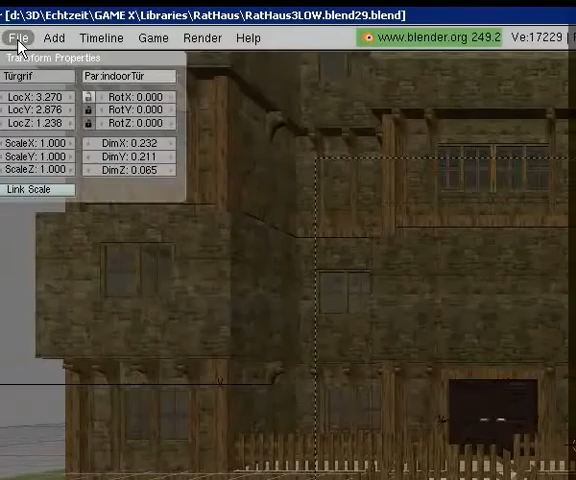 [d:\3D\Echtzeit\GAME X\Libraries\RatHaus\RatHaus3LOW.blend29.blend]
File Add Timeline Game Render Help www.blender.org 249.2 Ve:17229 |
Transform Properties
Türgrif Par:indoorTür
LocX: 3.270 RotX: 0.000
LocY: 2.876 RotY: 0.000
LocZ: 1.238 RotZ: 0.000
ScaleX: 1.000 DimX: 0.232
ScaleY: 1.000 DimY: 0.211
ScaleZ: 1.000 DimZ: 0.065
Link Scale